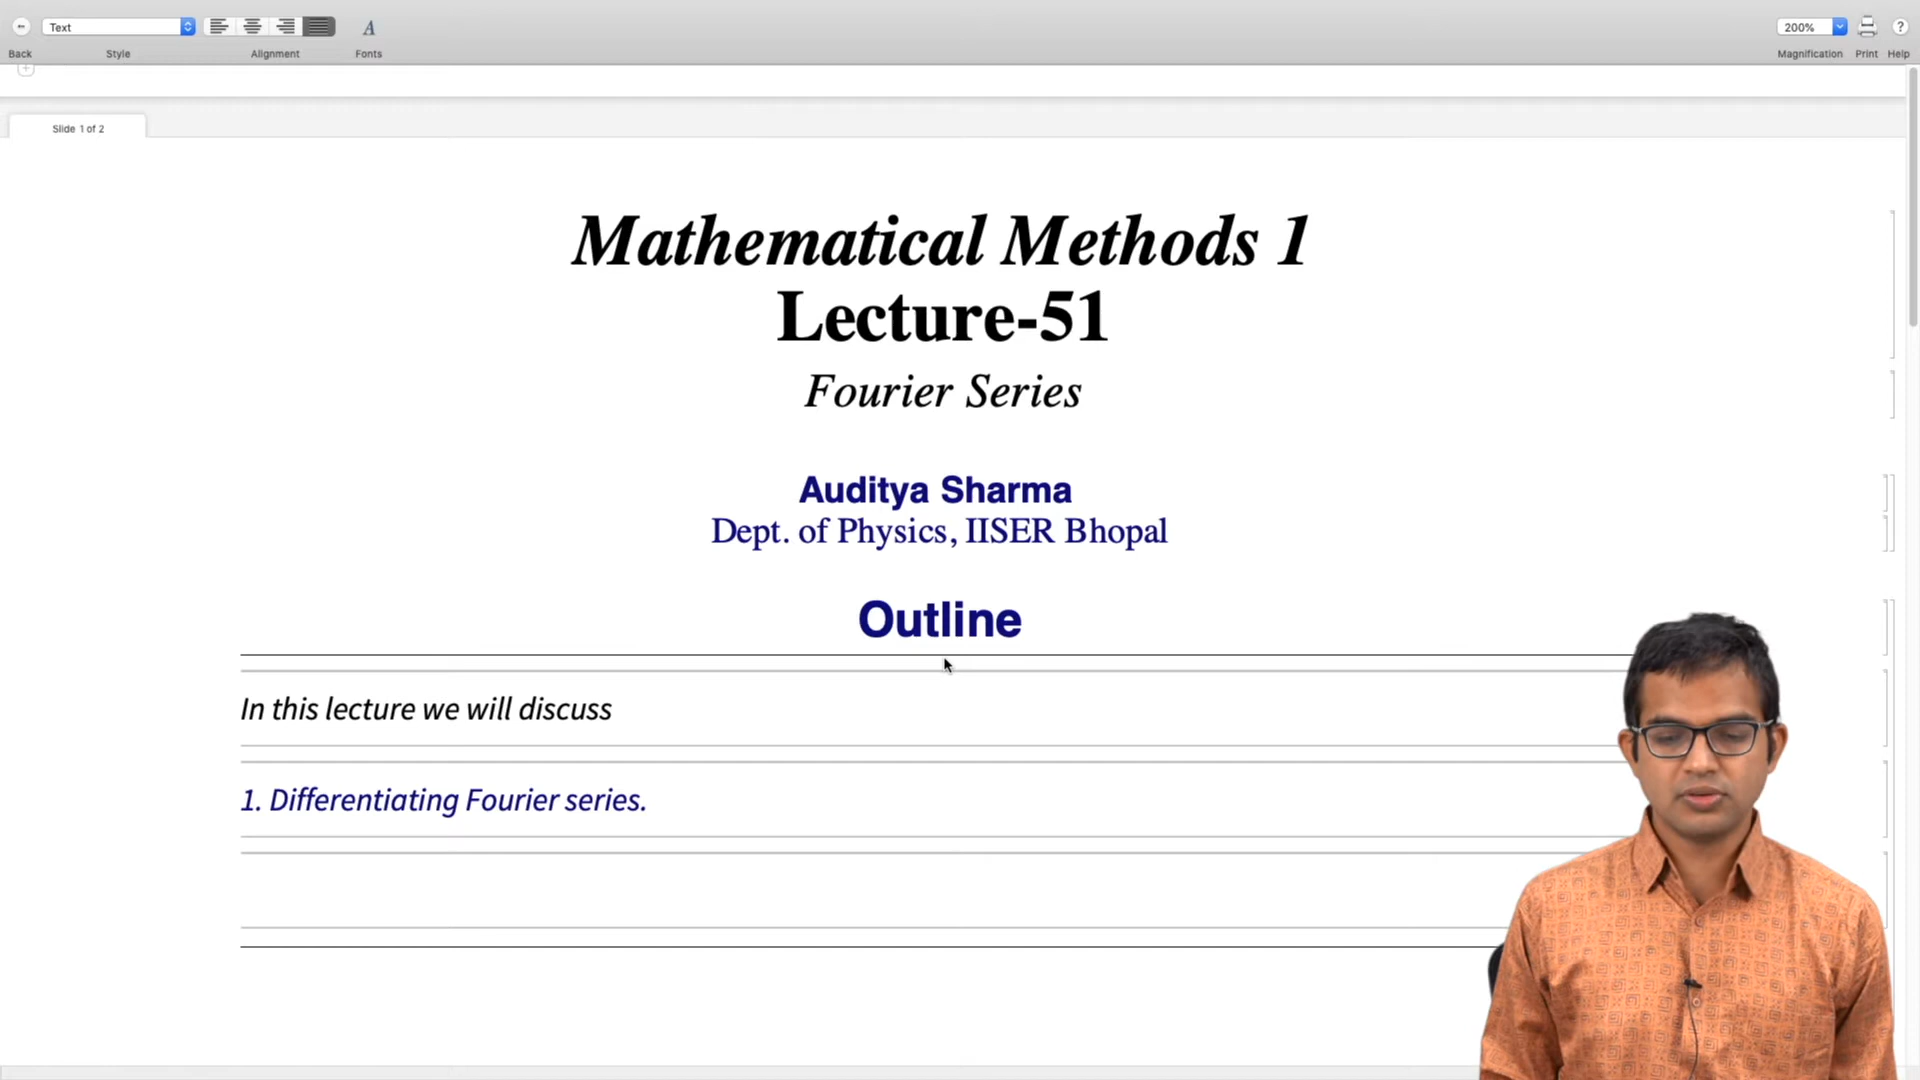 Text
200%
Back
Style
Alignment
Fonts
Magnification
Print
Help
Slide 1 of 2
Mathematical Methods 1
Lecture-51
Fourier Series
Auditya Sharma
Dept. of Physics, IISER Bhopal
Outline
In this lecture we will discuss
1. Differentiating Fourier series.